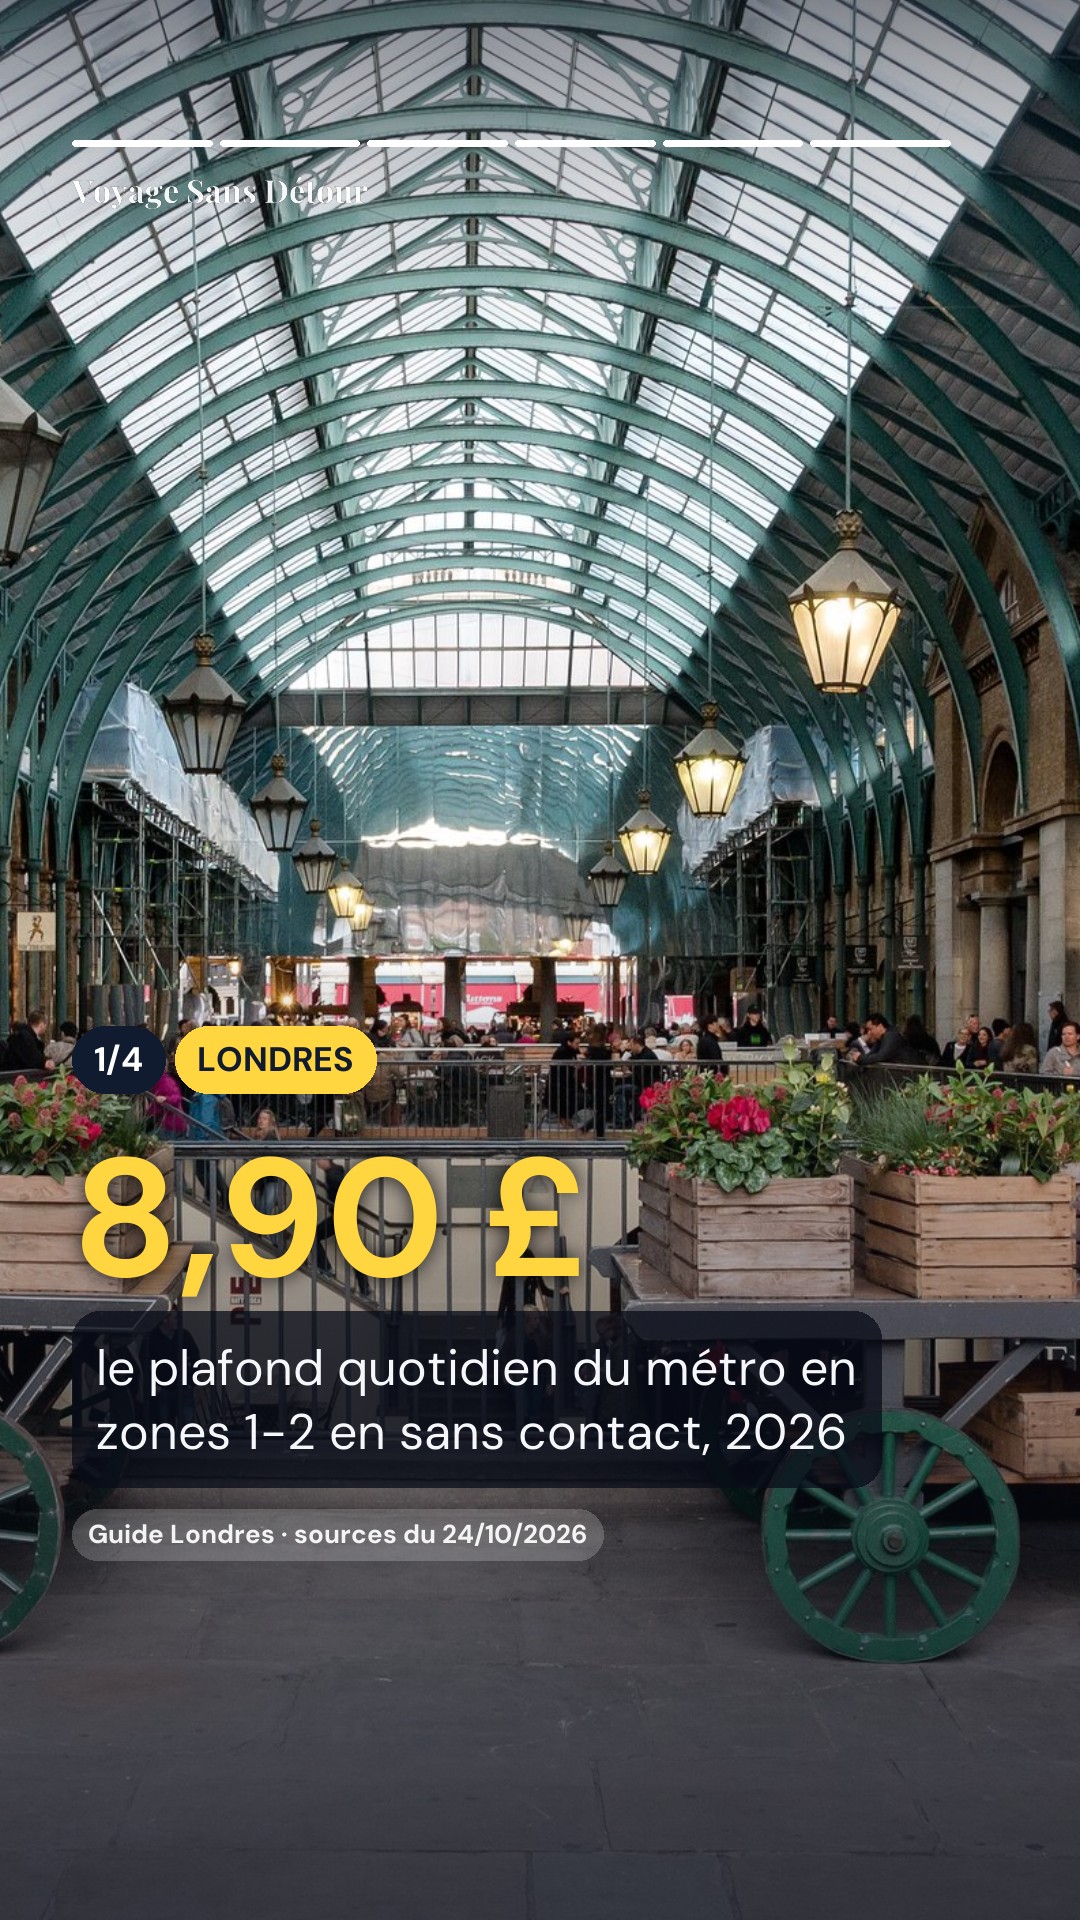 Voyage Sans Détour
1/4
LONDRES
8,90 £
le plafond quotidien du métro en
zones 1-2 en sans contact, 2026
Guide Londres · sources du 24/10/2026